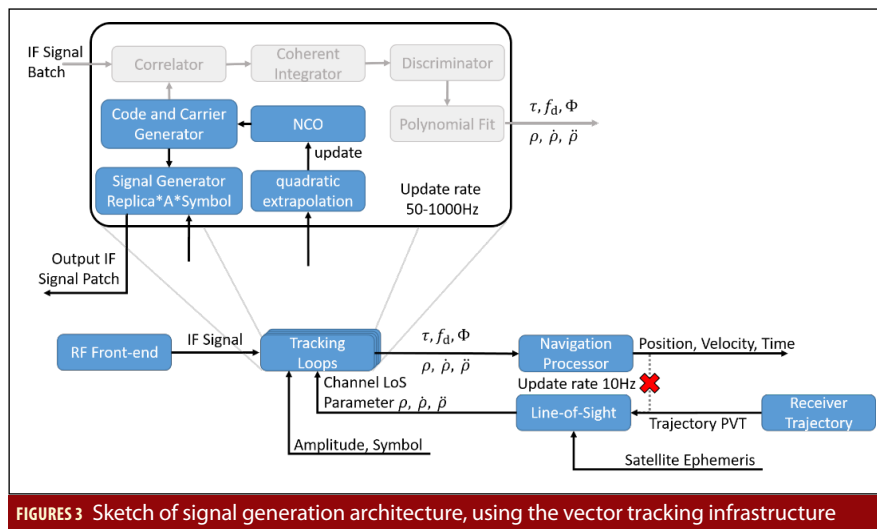 IF Signal
Batch
Correlator
Coherent
Integrator
Discriminator
Code and Carrier
Generator
NCO
Polynomial Fit
τ, f_d, Φ
ρ, ρ̇, ρ̈
update
Signal Generator
Replica*A*Symbol
quadratic
extrapolation
Update rate
50-1000Hz
Output IF
Signal Patch
RF Front-end
IF Signal
Tracking
Loops
τ, f_d, Φ
ρ, ρ̇, ρ̈
Navigation
Processor
Position, Velocity, Time
Update rate 10Hz
Channel LoS
Parameter ρ, ρ̇, ρ̈
Line-of-Sight
Trajectory PVT
Receiver
Trajectory
Amplitude, Symbol
Satellite Ephemeris
FIGURES 3 Sketch of signal generation architecture, using the vector tracking infrastructure